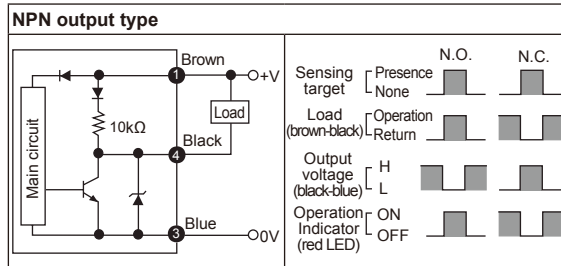 NPN output type
Main circuit
10kΩ
1
Brown
+V
Load
4
Black
3
Blue
0V
N.O.
N.C.
Sensing target
Presence
None
Load (brown-black)
Operation
Return
Output voltage (black-blue)
H
L
Operation Indicator (red LED)
ON
OFF